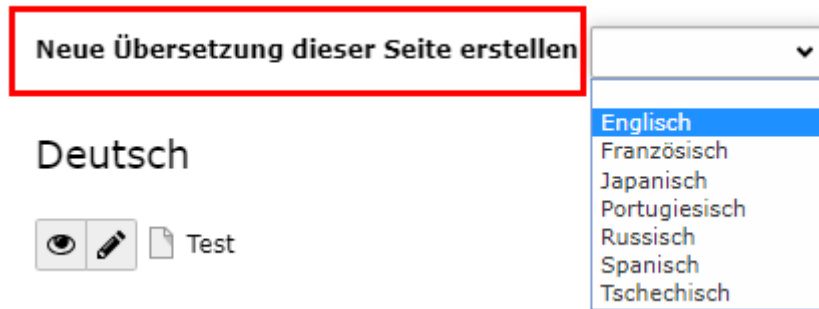 Neue Übersetzung dieser Seite erstellen
Englisch
Französisch
Japanisch
Portugiesisch
Russisch
Spanisch
Tschechisch
Deutsch
Test